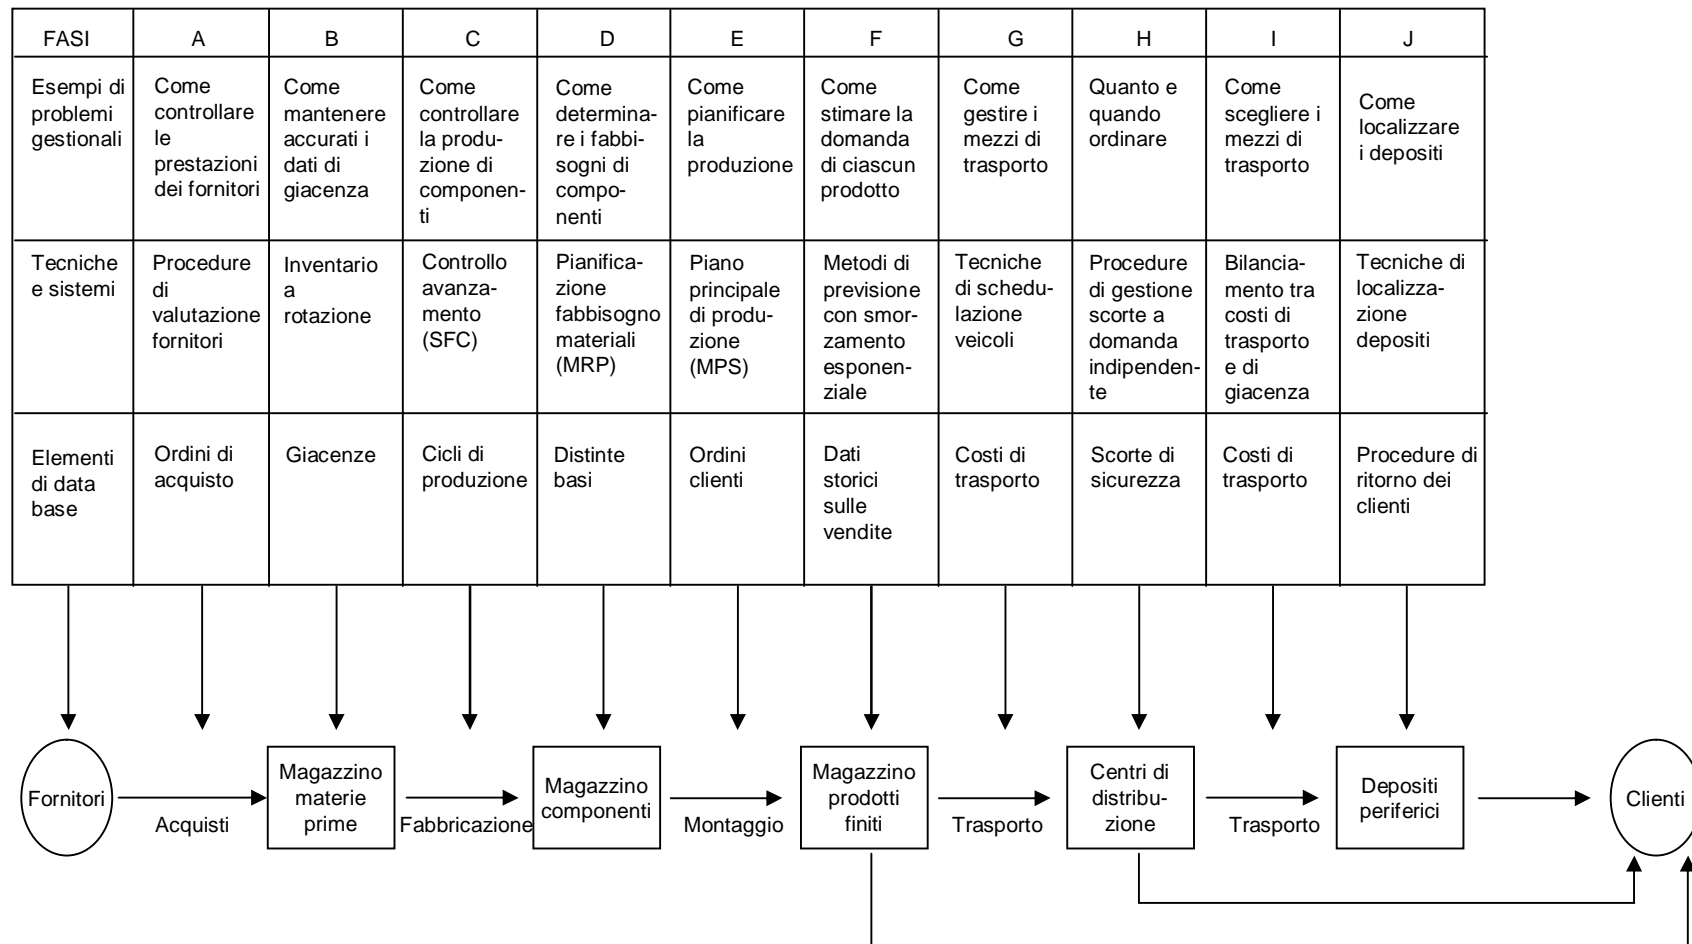 FASI
A
B
C
D
E
F
G
H
I
J
Esempi di
problemi
gestionali
Come
controllare
le
prestazioni
dei fornitori
Come
mantenere
accurati i
dati di
giacenza
Come
controllare
la produ-
zione di
componen-
ti
Come
determina-
re i fabbi-
sogni di
compo-
nenti
Come
pianificare
la
produzione
Come
stimare la
domanda
di ciascun
prodotto
Come
gestire i
mezzi di
trasporto
Quanto e
quando
ordinare
Come
scegliere i
mezzi di
trasporto
Come
localizzare
i depositi
Tecniche
e sistemi
Procedure
di
valutazione
fornitori
Inventario
a
rotazione
Controllo
avanza-
mento
(SFC)
Pianifica-
zione
fabbisogno
materiali
(MRP)
Piano
principale
di produ-
zione
(MPS)
Metodi di
previsione
con smor-
zamento
esponen-
ziale
Tecniche
di schedu-
lazione
veicoli
Procedure
di gestione
scorte a
domanda
indipenden-
te
Bilancia-
mento tra
costi di
trasporto
e di
giacenza
Tecniche di
localizza-
zione
depositi
Elementi
di data
base
Ordini di
acquisto
Giacenze
Cicli di
produzione
Distinte
basi
Ordini
clienti
Dati
storici
sulle
vendite
Costi di
trasporto
Scorte di
sicurezza
Costi di
trasporto
Procedure di
ritorno dei
clienti
Fornitori
Acquisti
Magazzino
materie
prime
Fabbricazione
Magazzino
componenti
Montaggio
Magazzino
prodotti
finiti
Trasporto
Centri di
distribu-
zione
Trasporto
Depositi
periferici
Clienti